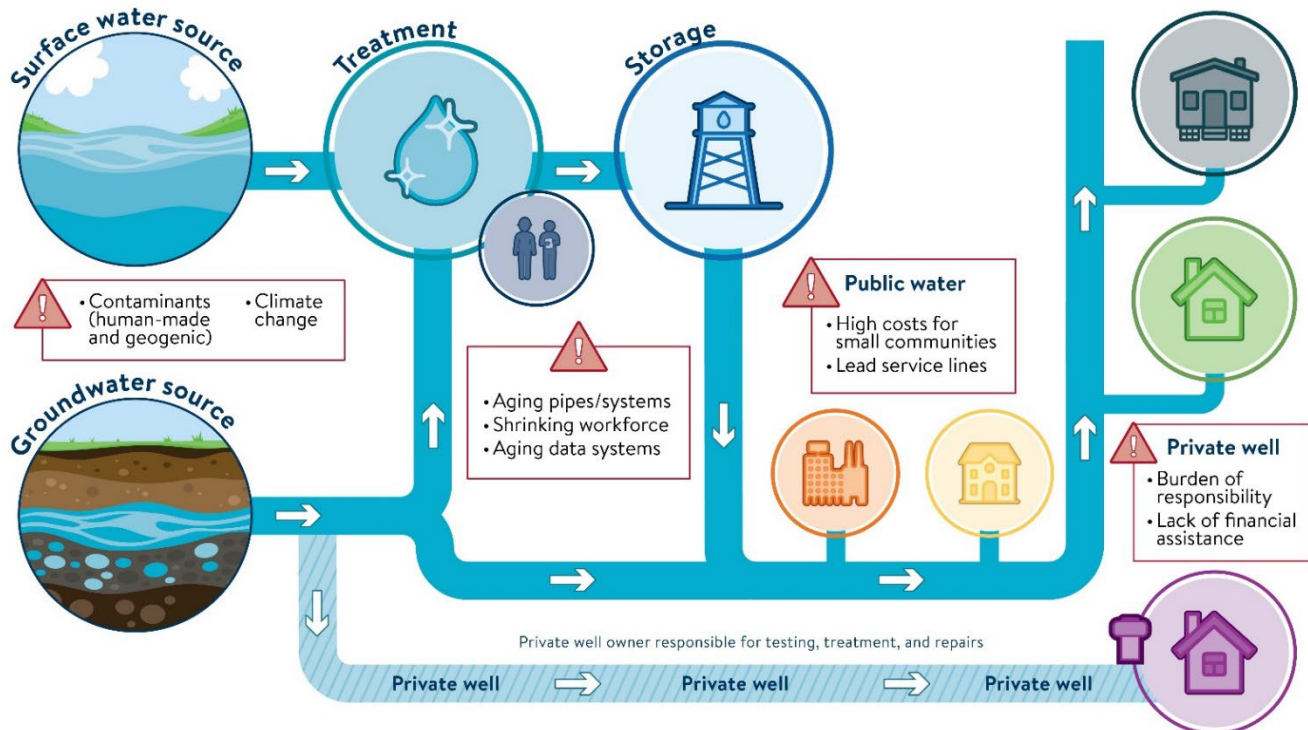 Surface water source
Treatment
Storage
• Contaminants
(human-made
and geogenic)
• Climate
change
Public water
• High costs for
small communities
• Lead service lines
• Aging pipes/systems
• Shrinking workforce
• Aging data systems
Groundwater source
Private well
• Burden of
responsibility
• Lack of financial
assistance
Private well owner responsible for testing, treatment, and repairs
Private well
Private well
Private well